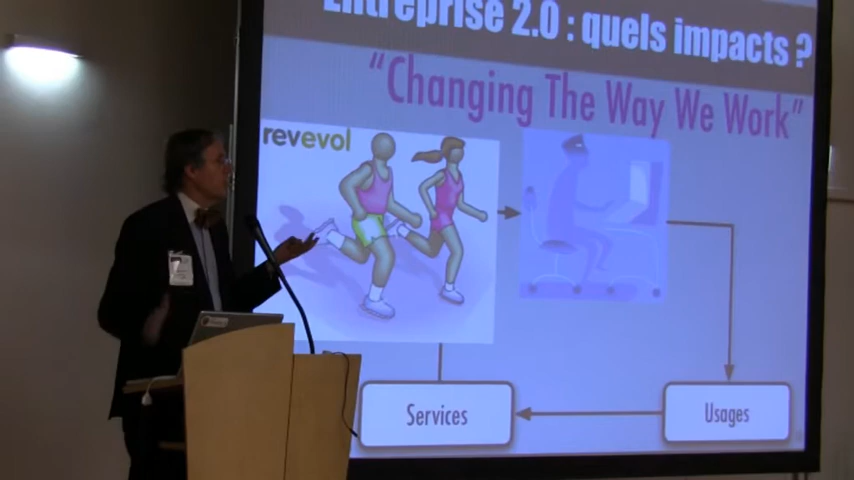 Entreprise 2.0 : quels impacts ?
“Changing The Way We Work”
revevol
Services
Usages